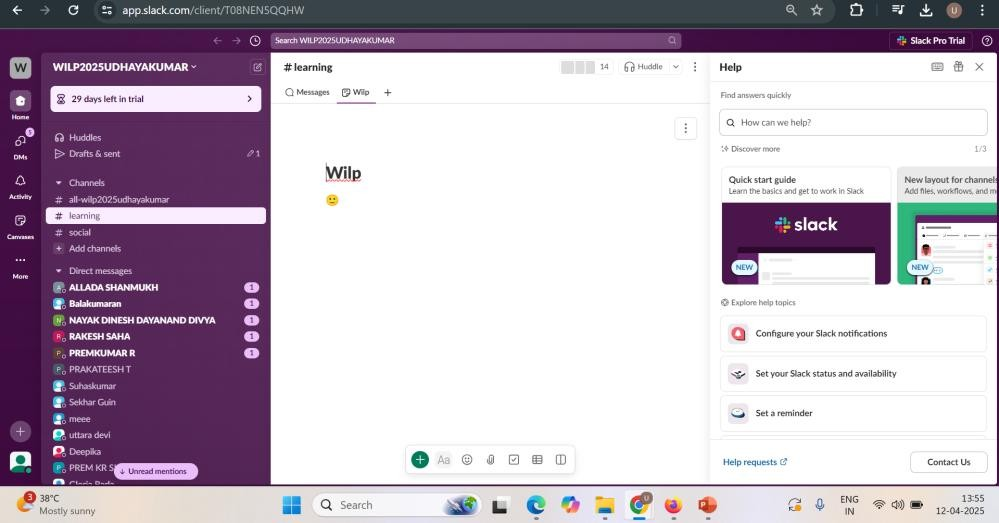 app.slack.com/client/T08NEN5QQHW
U
Search WILP2025UDHAYAKUMAR
Slack Pro Trial
W
Home
5
DMs
Activity
Canvases
More
WILP2025UDHAYAKUMAR
29 days left in trial
Huddles
Drafts & sent
1
Channels
# all-wilp2025udhayakumar
# learning
# social
+ Add channels
Direct messages
A ALLADA SHANMUKH 1
Balakumaran 1
N NAYAK DINESH DAYANAND DIVYA 1
R RAKESH SAHA 1
P PREMKUMAR R 1
P PRAKATEESH T
Suhaskumar
Sekhar Guin
meee
uttara devi
Deepika
P PREM KR
↓ Unread mentions
# learning
14
Huddle
Messages
Wilp
+
Wilp
Aa
Help
Find answers quickly
How can we help?
Discover more
1/3
Quick start guide
Learn the basics and get to work in Slack
slack
NEW
New layout for channels
Add files, workflows, and m
NEW
Explore help topics
Configure your Slack notifications
Set your Slack status and availability
Set a reminder
Help requests
Contact Us
3
38°C
Mostly sunny
Search
U
ENG
IN
13:55
12-04-2025